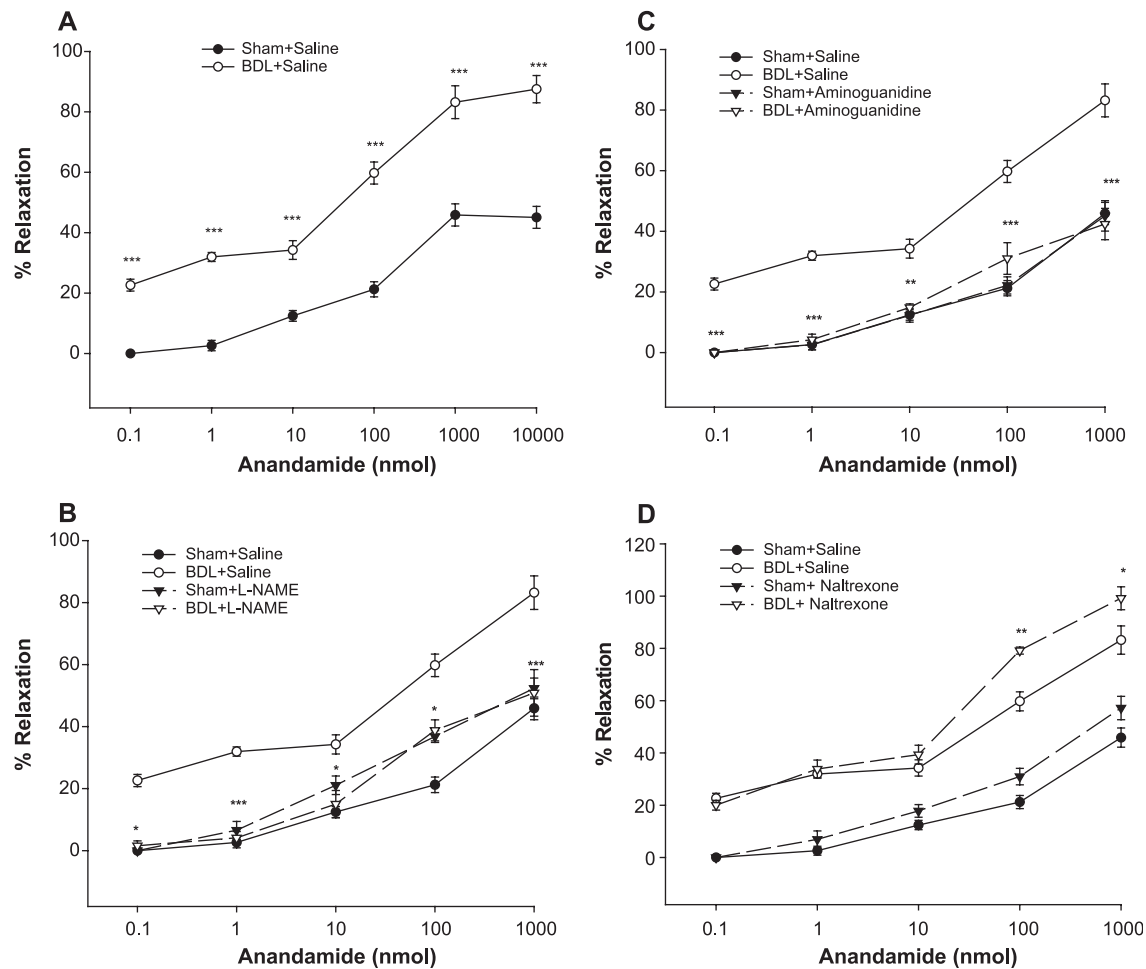 A
Sham+Saline
BDL+Saline
% Relaxation
100
80
60
40
20
0
***
***
***
***
***
***
0.1 1 10 100 1000 10000
Anandamide (nmol)
C
Sham+Saline
BDL+Saline
Sham+Aminoguanidine
BDL+Aminoguanidine
% Relaxation
100
80
60
40
20
0
***
***
**
***
***
0.1 1 10 100 1000
Anandamide (nmol)
B
Sham+Saline
BDL+Saline
Sham+L-NAME
BDL+L-NAME
% Relaxation
100
80
60
40
20
0
*
***
*
*
***
0.1 1 10 100 1000
Anandamide (nmol)
D
Sham+Saline
BDL+Saline
Sham+ Naltrexone
BDL+ Naltrexone
% Relaxation
120
100
80
60
40
20
0
**
*
0.1 1 10 100 1000
Anandamide (nmol)